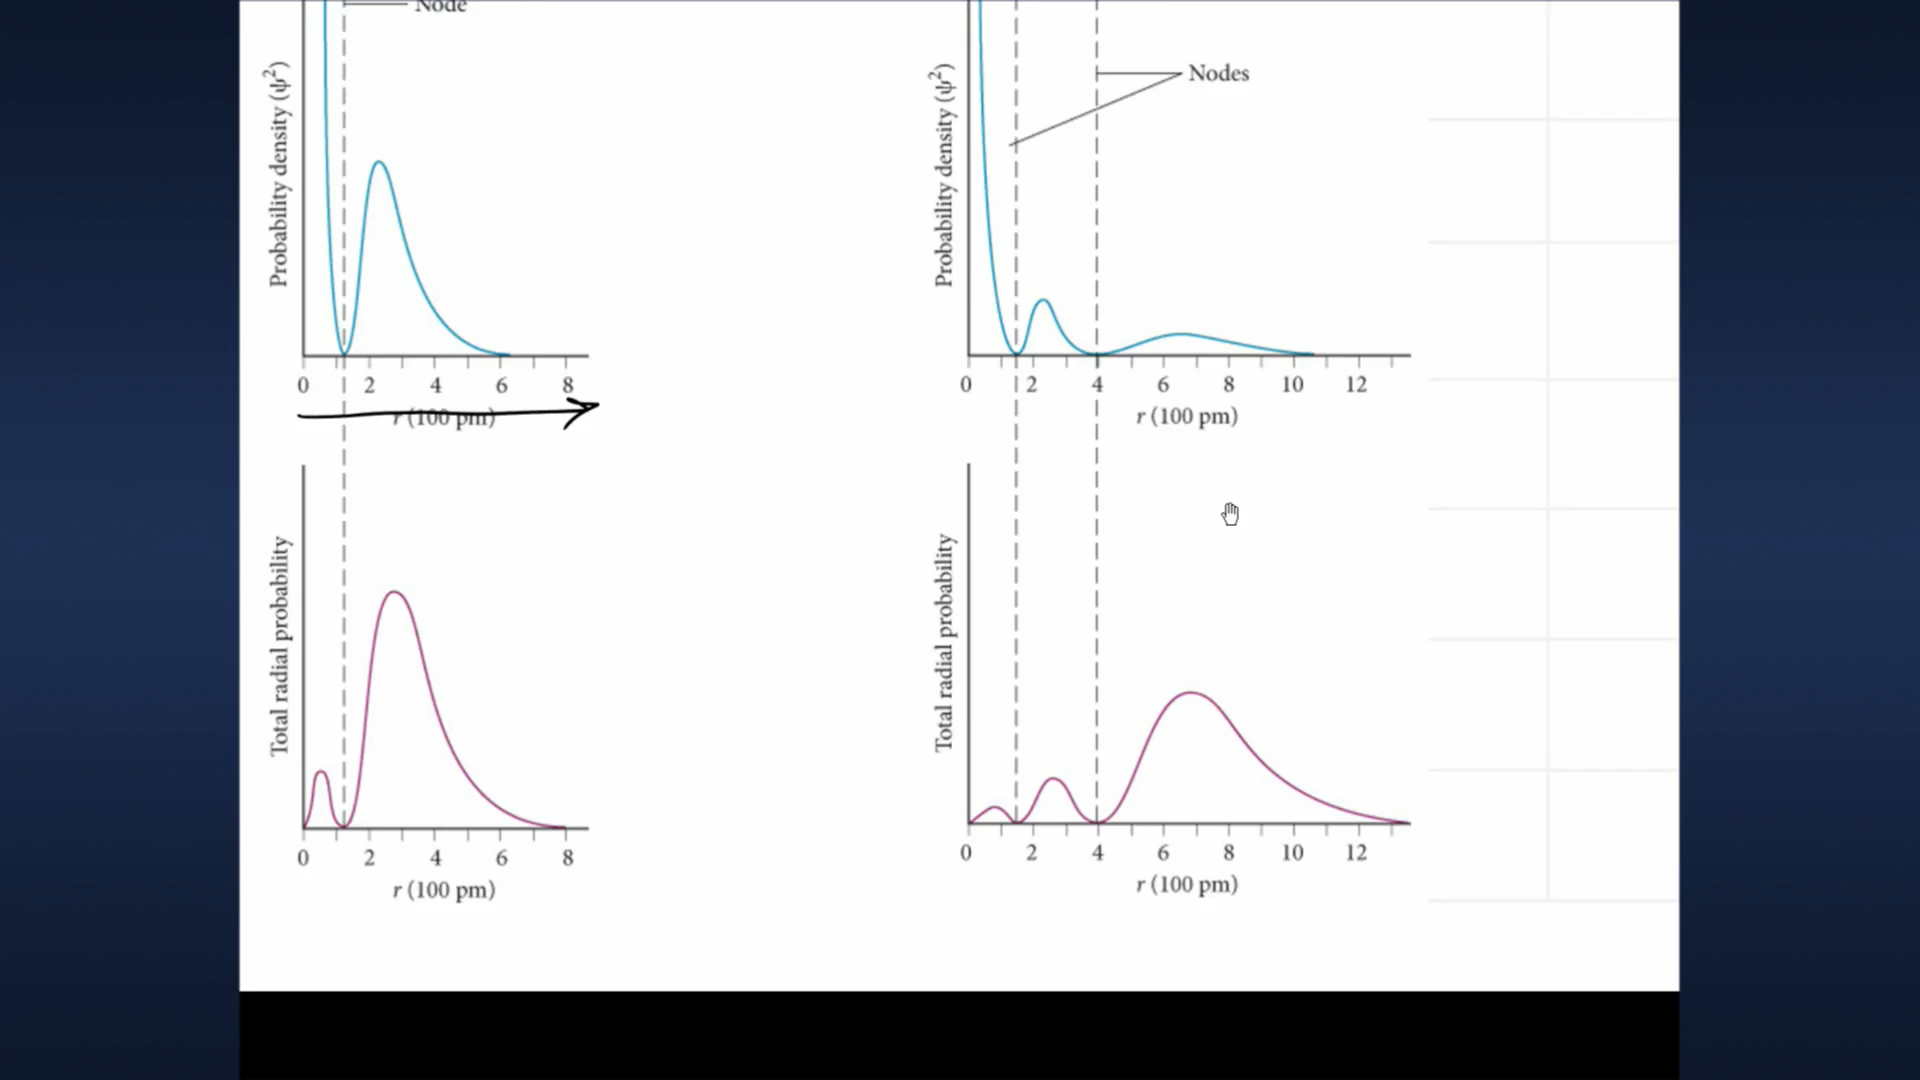 Node
Probability density (ψ²)
0 2 4 6 8
r (100 pm)
Total radial probability
0 2 4 6 8
r (100 pm)
Nodes
Probability density (ψ²)
0 2 4 6 8 10 12
r (100 pm)
Total radial probability
0 2 4 6 8 10 12
r (100 pm)